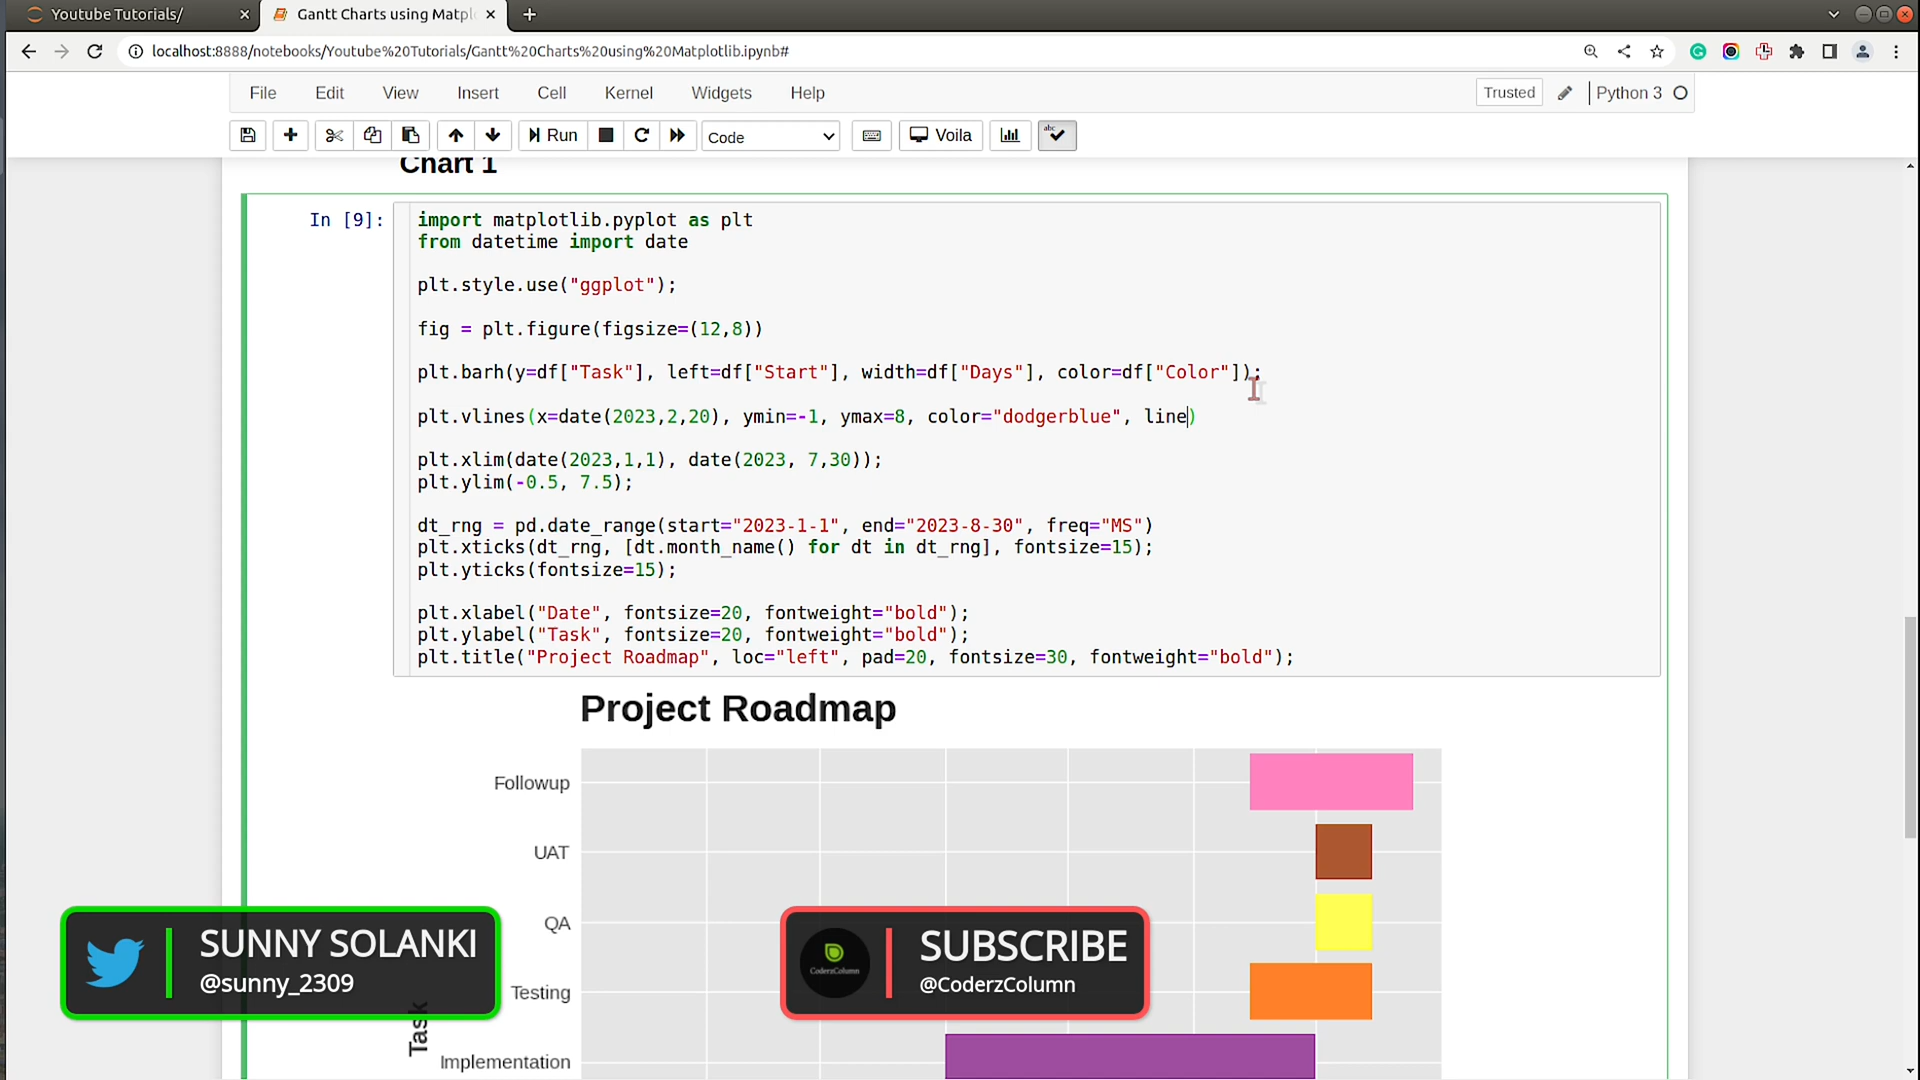 Youtube Tutorials/
Gantt Charts using Matpl
localhost:8888/notebooks/Youtube%20Tutorials/Gantt%20Charts%20using%20Matplotlib.ipynb#
File Edit View Insert Cell Kernel Widgets Help Trusted Python 3
Run Code Voila abc
Chart 1
In [9]:
import matplotlib.pyplot as plt
from datetime import date
plt.style.use("ggplot");
fig = plt.figure(figsize=(12,8))
plt.barh(y=df["Task"], left=df["Start"], width=df["Days"], color=df["Color"]);
plt.vlines(x=date(2023,2,20), ymin=-1, ymax=8, color="dodgerblue", line)
plt.xlim(date(2023,1,1), date(2023, 7,30));
plt.ylim(-0.5, 7.5);
dt_rng = pd.date_range(start="2023-1-1", end="2023-8-30", freq="MS")
plt.xticks(dt_rng, [dt.month_name() for dt in dt_rng], fontsize=15);
plt.yticks(fontsize=15);
plt.xlabel("Date", fontsize=20, fontweight="bold");
plt.ylabel("Task", fontsize=20, fontweight="bold");
plt.title("Project Roadmap", loc="left", pad=20, fontsize=30, fontweight="bold");
Project Roadmap
Followup
UAT
QA
Testing
Implementation
Task
SUNNY SOLANKI
@sunny_2309
CoderzColumn
SUBSCRIBE
@CoderzColumn